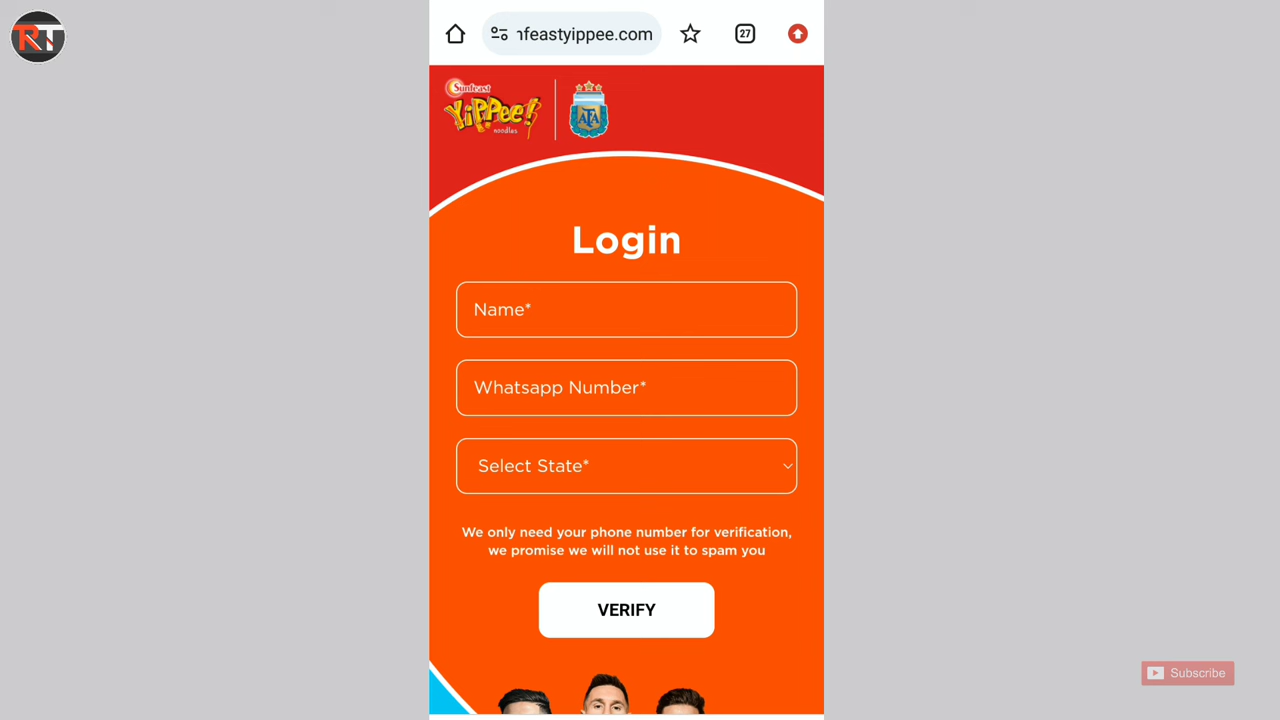 RT
nfeastyippee.com
27
Sunfeast
YiPPee!
noodles
AFA
Login
Name*
Whatsapp Number*
Select State*
We only need your phone number for verification,
we promise we will not use it to spam you
VERIFY
Subscribe